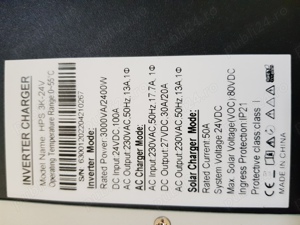 INVERTER CHARGER
Model Name: HPS 3K-24V
Operating Temperature Range 0~55°C
S/N: 63001302204310267
Inverter Mode:
Rated Power 3000VA/2400W
DC Input 24VDC,100A
AC Output 230VAC,50Hz,13A,1Φ
AC Charger Mode:
AC Input 230VAC,50HZ,17.7A,1Φ
DC Output 27VDC,30A/20A
AC Output 230VAC,50Hz,13A,1Φ
Solar Charger Mode:
Rated Current 50A
System Voltage 24VDC
Max. Solar Voltage(VOC) 80VDC
Ingress Protection IP21
Protective class class I